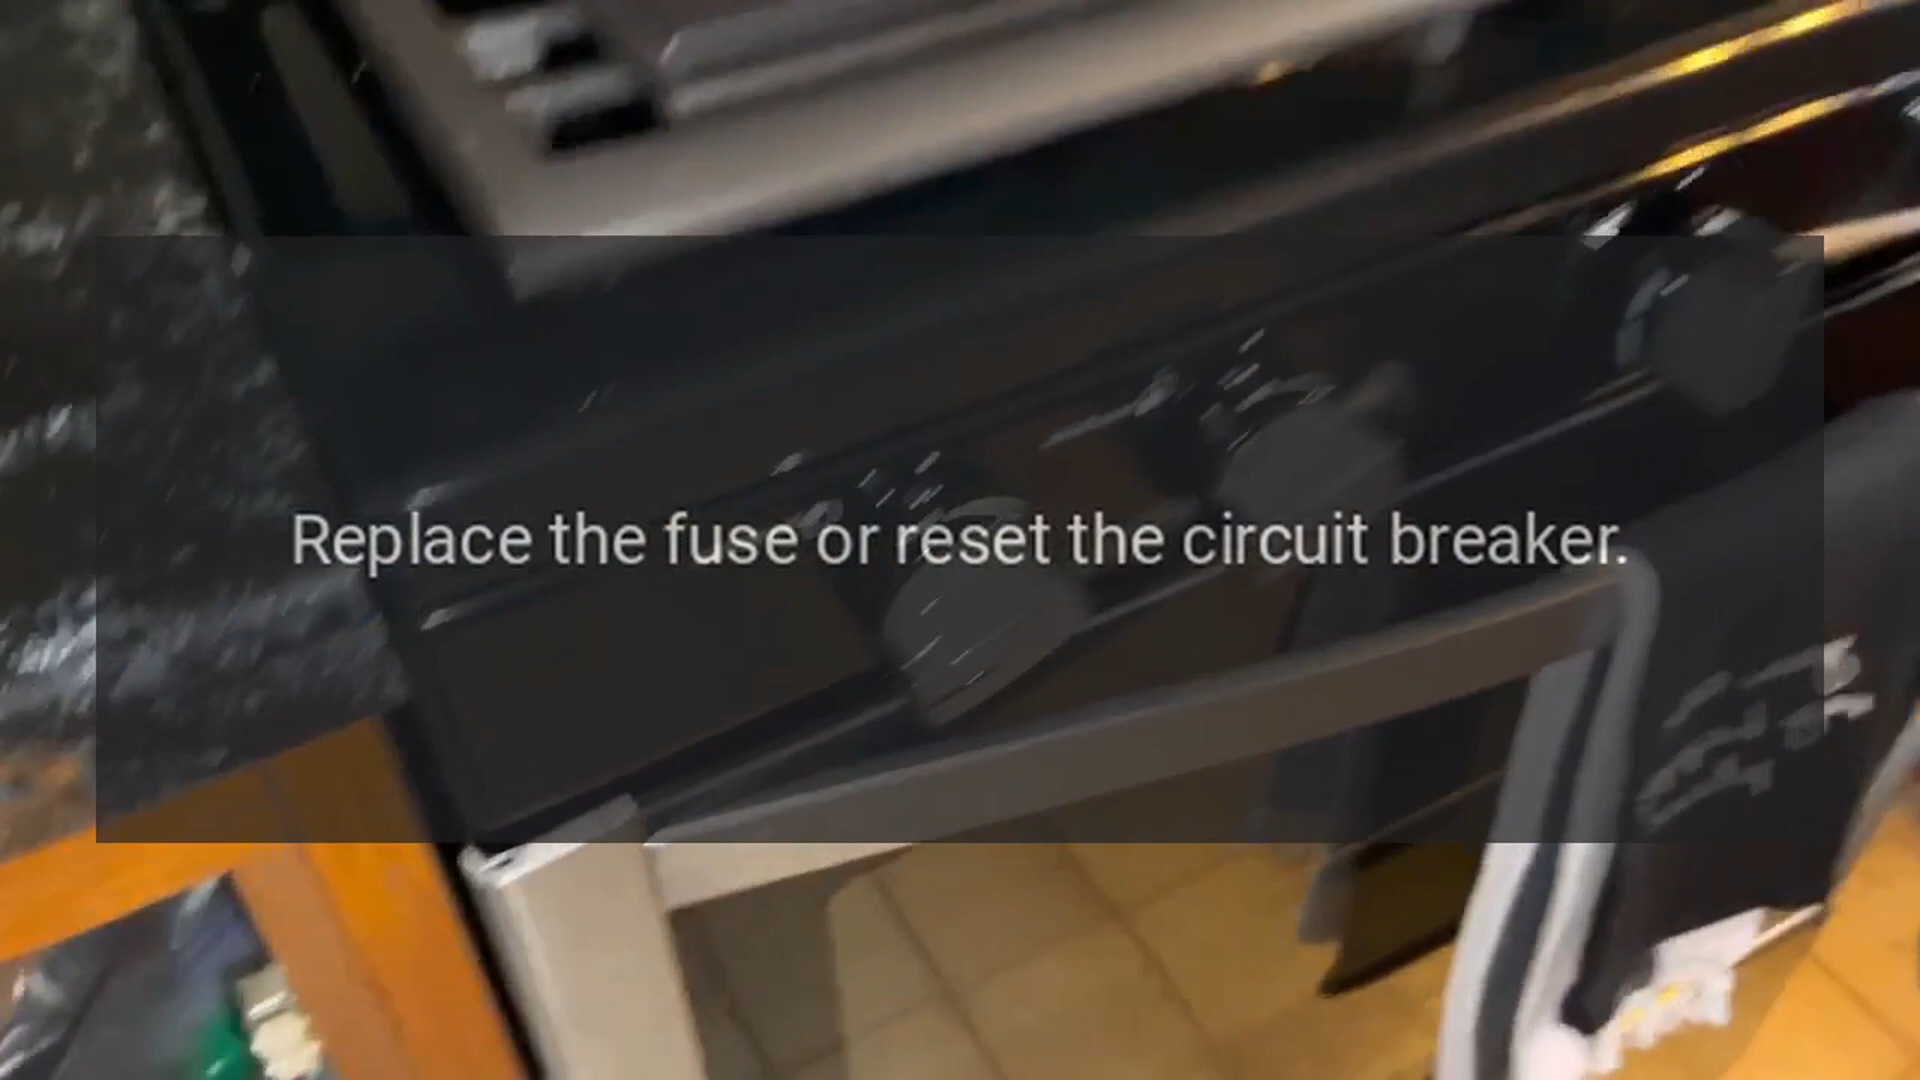 Replace the fuse or reset the circuit breaker.